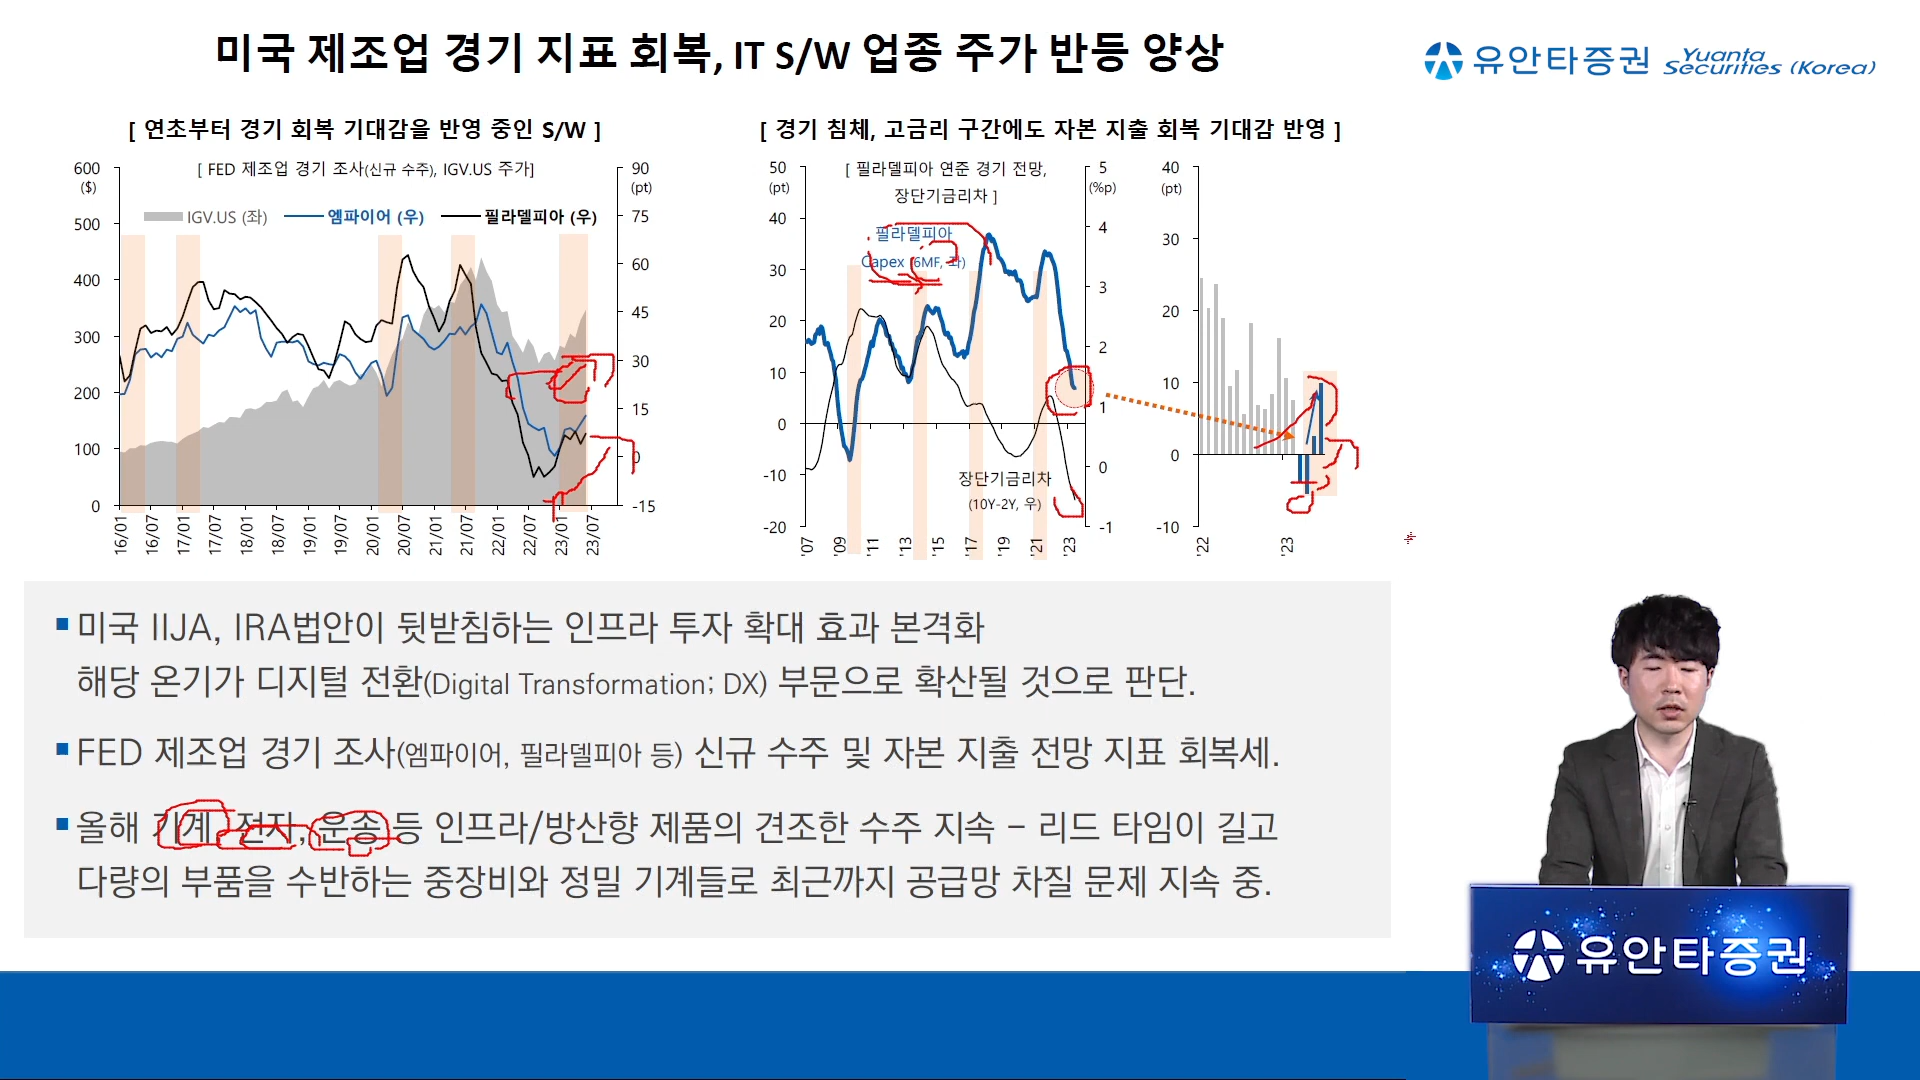 미국 제조업 경기 지표 회복, IT S/W 업종 주가 반등 양상
유안타증권 Yuanta Securities (Korea)
[ 연초부터 경기 회복 기대감을 반영 중인 S/W ]
[ FED 제조업 경기 조사(신규 수주), IGV.US 주가]
IGV.US (좌) 엠파이어 (우) 필라델피아 (우)
600
($)
500
400
300
200
100
0
90
(pt)
75
60
45
30
15
0
-15
16/01 16/07 17/01 17/07 18/01 18/07 19/01 19/07 20/01 20/07 21/01 21/07 22/01 22/07 23/01 23/07
[ 경기 침체, 고금리 구간에도 자본 지출 회복 기대감 반영 ]
[ 필라델피아 연준 경기 전망,
장단기금리차 ]
필라델피아
Capex (6MF, 좌)
장단기금리차
(10Y-2Y, 우)
50
(pt)
40
30
20
10
0
-10
-20
5
(%p)
4
3
2
1
0
-1
'07 '09 '11 '13 '15 '17 '19 '21 '23
40
(pt)
30
20
10
0
-10
'22 '23
미국 IIJA, IRA법안이 뒷받침하는 인프라 투자 확대 효과 본격화
해당 온기가 디지털 전환(Digital Transformation; DX) 부문으로 확산될 것으로 판단.
FED 제조업 경기 조사(엠파이어, 필라델피아 등) 신규 수주 및 자본 지출 전망 지표 회복세.
올해 기계, 전자, 운송 등 인프라/방산향 제품의 견조한 수주 지속 – 리드 타임이 길고
다량의 부품을 수반하는 중장비와 정밀 기계들로 최근까지 공급망 차질 문제 지속 중.
유안타증권